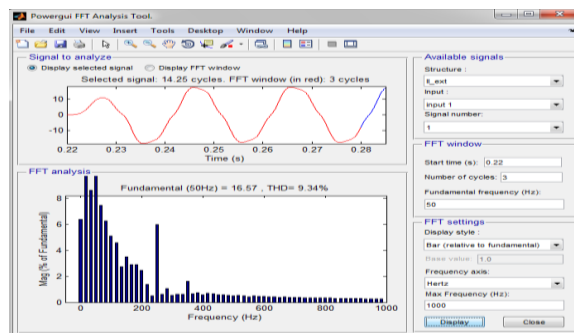 Powergui FFT Analysis Tool.
File Edit View Insert Tools Desktop Window Help
Signal to analyze
Display selected signal Display FFT window
Selected signal: 14.25 cycles. FFT window (in red): 3 cycles
10
0
-10
0.22 0.23 0.24 0.25 0.26 0.27 0.28
Time (s)
FFT analysis
Fundamental (50Hz) = 16.57 , THD= 9.34%
Mag (% of Fundamental)
8
6
4
2
0
0 200 400 600 800 1000
Frequency (Hz)
Available signals
Structure :
Input :
input 1
Signal number:
1
FFT window
Start time (s): 0.22
Number of cycles: 3
Fundamental frequency (Hz):
50
FFT settings
Display style :
Bar (relative to fundamental)
Base value: 1.0
Frequency axis:
Hertz
Max Frequency (Hz):
1000
Display Close